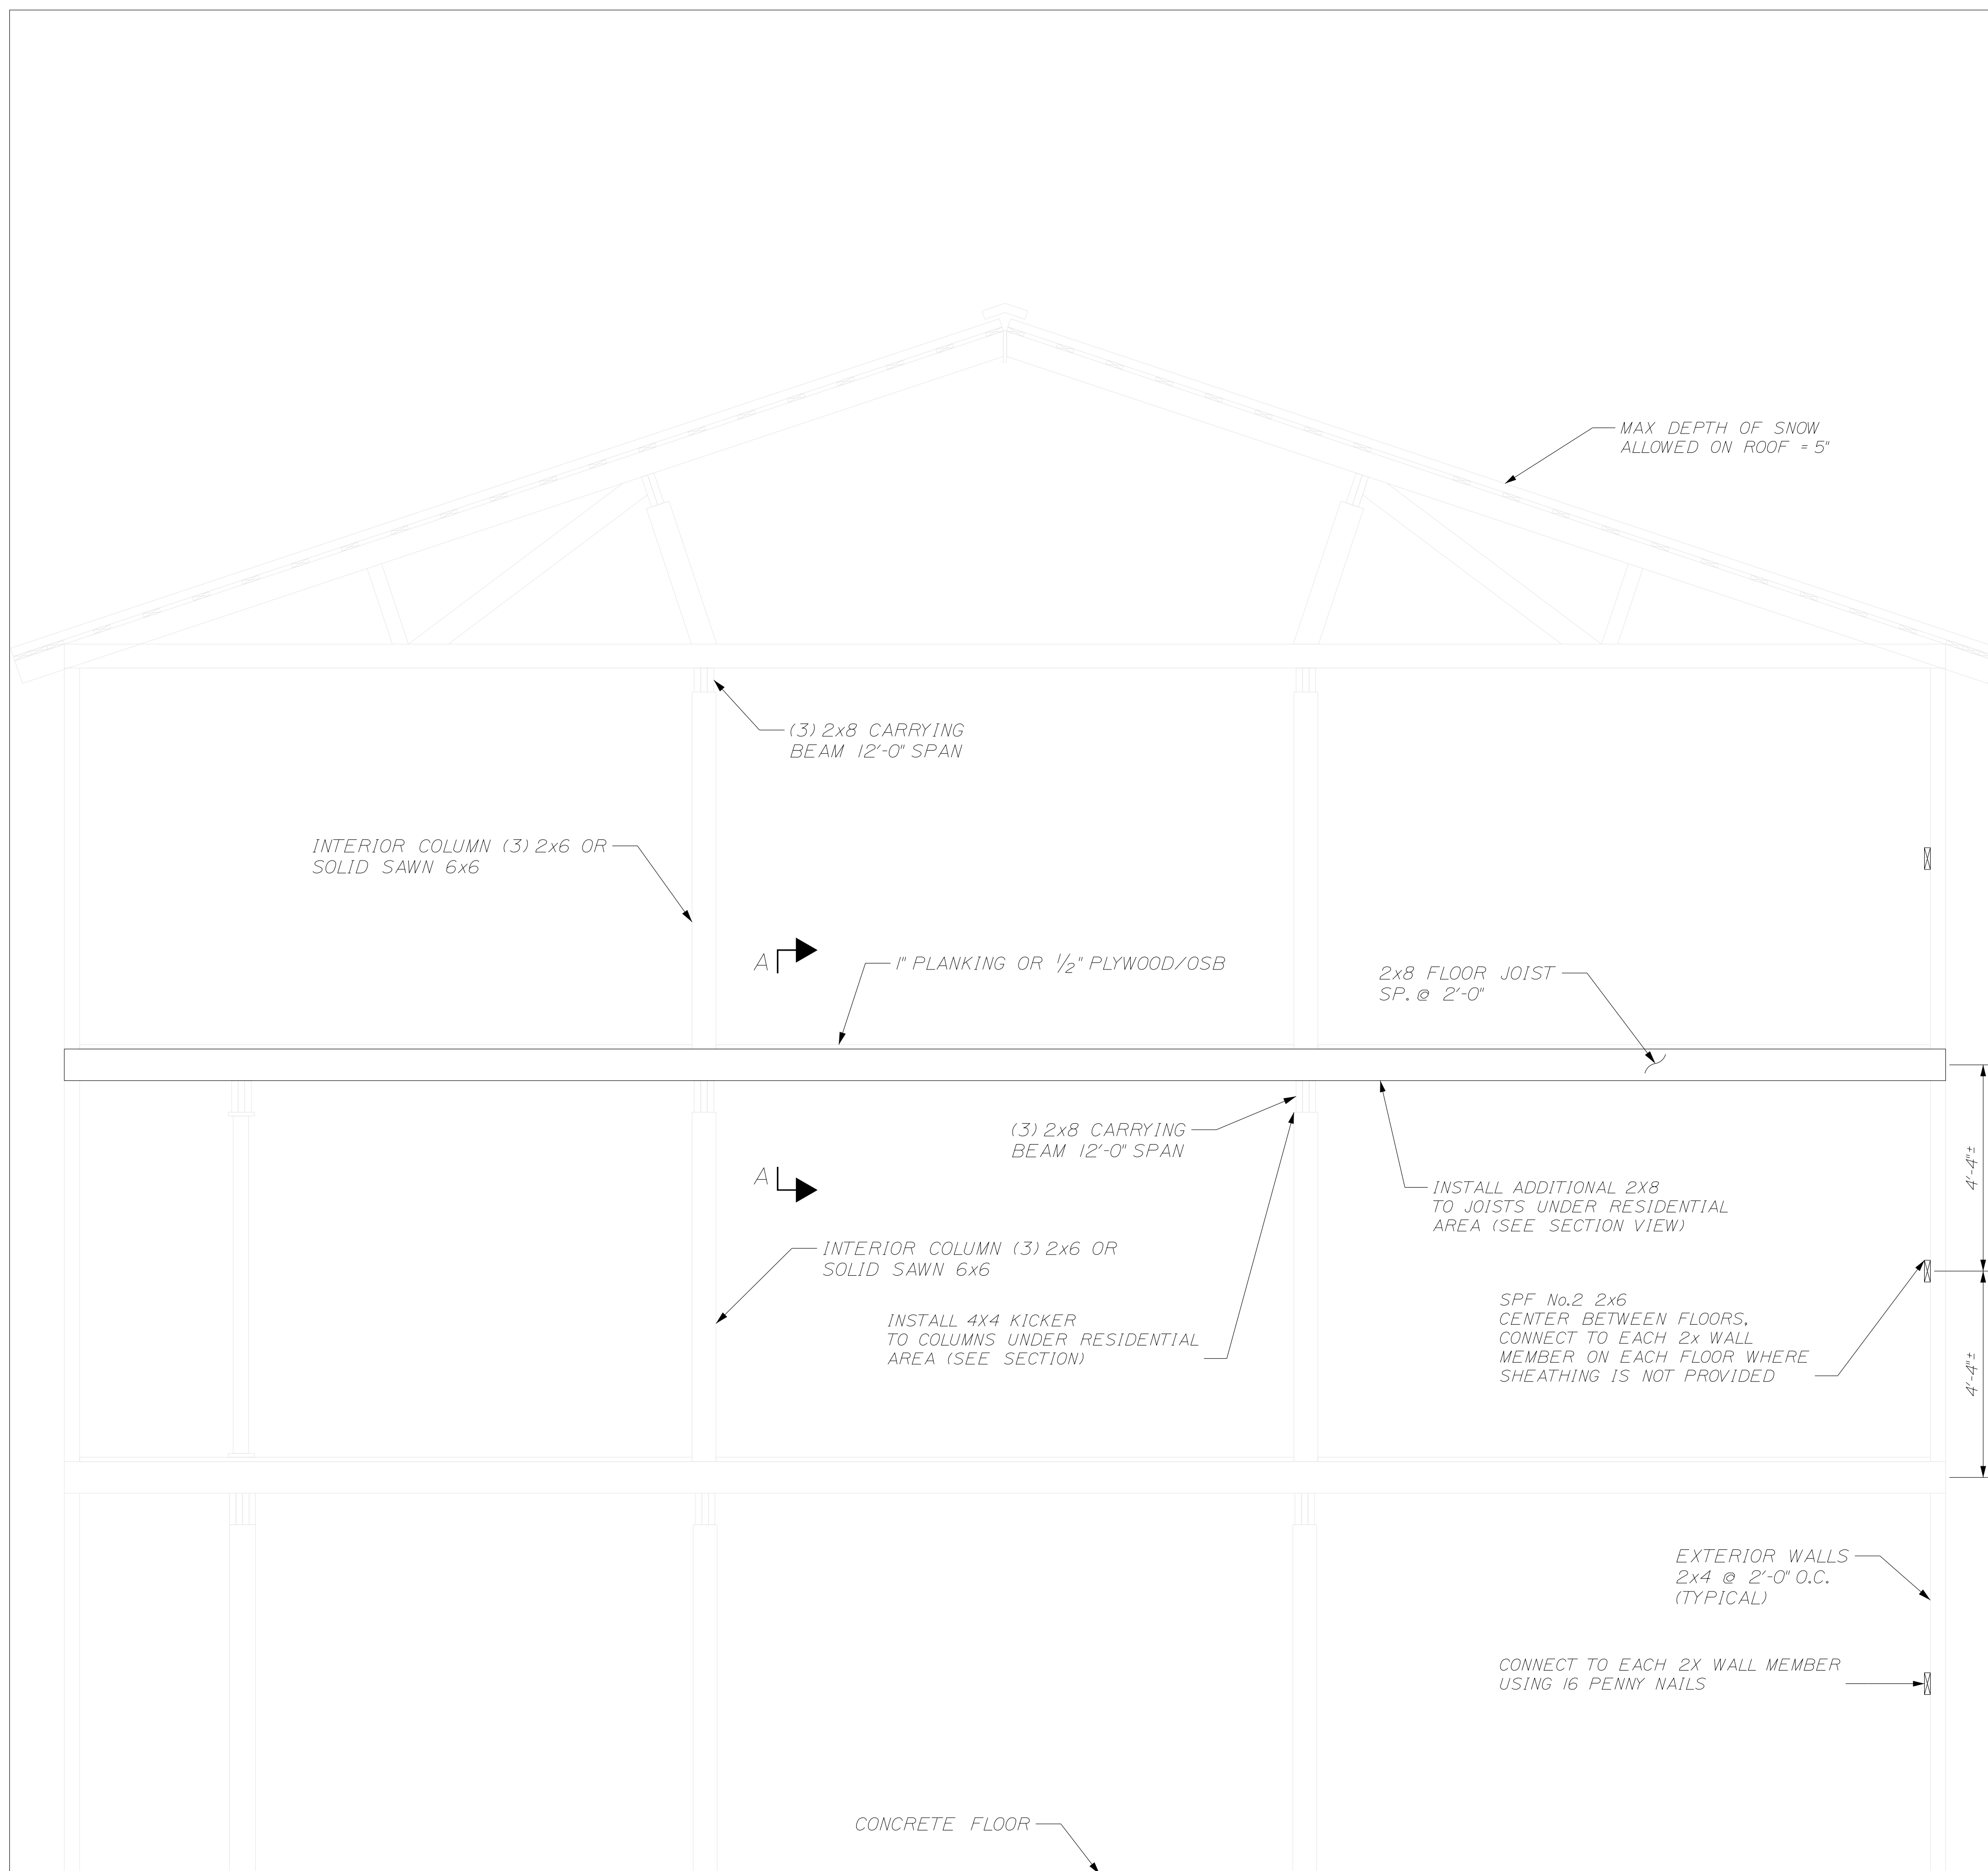 MAX DEPTH OF SNOW
ALLOWED ON ROOF = 5"
(3) 2x8 CARRYING
BEAM 12'-0" SPAN
INTERIOR COLUMN (3) 2x6 OR
SOLID SAWN 6x6
A
1" PLANKING OR 1/2" PLYWOOD/OSB
2x8 FLOOR JOIST
SP. @ 2'-0"
(3) 2x8 CARRYING
BEAM 12'-0" SPAN
A
INSTALL ADDITIONAL 2X8
TO JOISTS UNDER RESIDENTIAL
AREA (SEE SECTION VIEW)
4'-4"±
INTERIOR COLUMN (3) 2x6 OR
SOLID SAWN 6x6
INSTALL 4X4 KICKER
TO COLUMNS UNDER RESIDENTIAL
AREA (SEE SECTION)
SPF No.2 2x6
CENTER BETWEEN FLOORS,
CONNECT TO EACH 2x WALL
MEMBER ON EACH FLOOR WHERE
SHEATHING IS NOT PROVIDED
4'-4"±
EXTERIOR WALLS
2x4 @ 2'-0" O.C.
(TYPICAL)
CONNECT TO EACH 2X WALL MEMBER
USING 16 PENNY NAILS
CONCRETE FLOOR